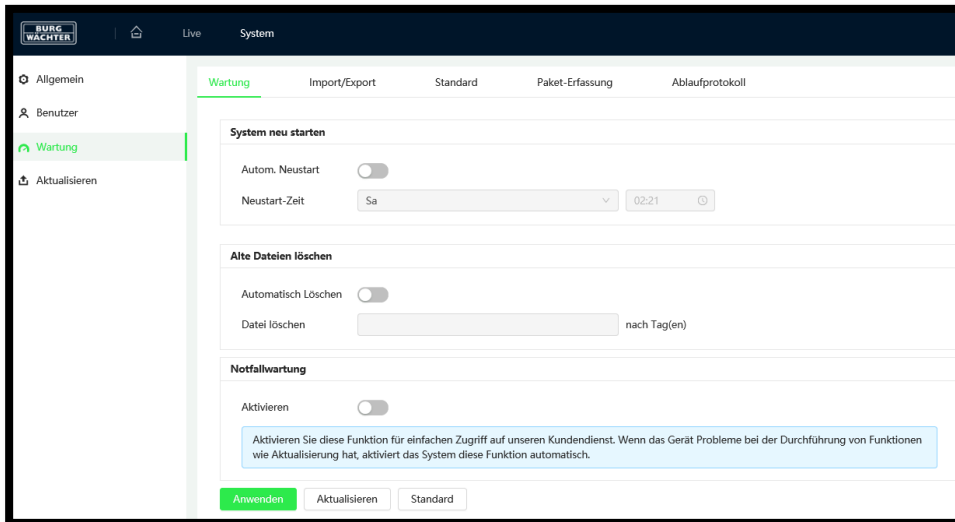 BURG
WÄCHTER
Live System
Allgemein
Benutzer
Wartung
Aktualisieren
Wartung Import/Export Standard Paket-Erfassung Ablaufprotokoll
System neu starten
Autom. Neustart
Neustart-Zeit Sa 02:21
Alte Dateien löschen
Automatisch Löschen
Datei löschen nach Tag(en)
Notfallwartung
Aktivieren
Aktivieren Sie diese Funktion für einfachen Zugriff auf unseren Kundendienst. Wenn das Gerät Probleme bei der Durchführung von Funktionen
wie Aktualisierung hat, aktiviert das System diese Funktion automatisch.
Anwenden Aktualisieren Standard